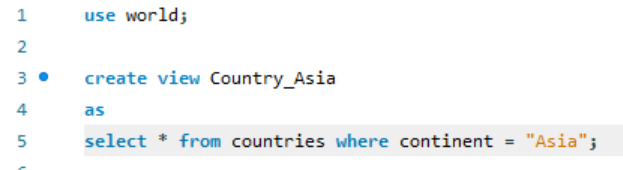 1 use world;
2
3 create view Country_Asia
4 as
5 select * from countries where continent = "Asia";